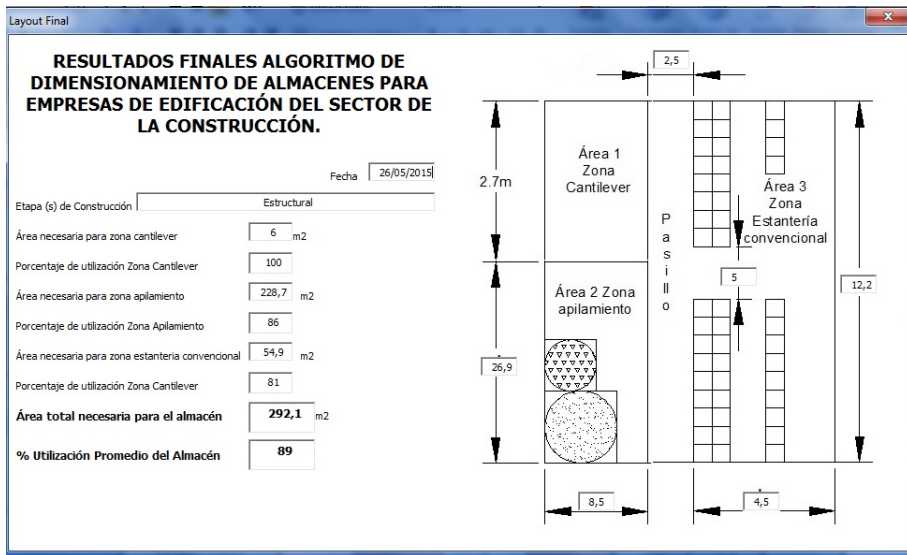 Layout Final
RESULTADOS FINALES ALGORITMO DE
DIMENSIONAMIENTO DE ALMACENES PARA
EMPRESAS DE EDIFICACIÓN DEL SECTOR DE
LA CONSTRUCCIÓN.
Fecha 26/05/2015
Etapa (s) de Construcción Estructural
Área necesaria para zona cantilever 6 m2
Porcentaje de utilización Zona Cantilever 100
Área necesaria para zona apilamiento 228,7 m2
Porcentaje de utilización Zona Apilamiento 86
Área necesaria para zona estanteria convencional 54,9 m2
Porcentaje de utilización Zona Cantilever 81
Área total necesaria para el almacén 292,1 m2
% Utilización Promedio del Almacén 89
2,5
2.7m
Área 1
Zona
Cantilever
Pasillo
Área 3
Zona
Estantería
convencional
5
12,2
Área 2 Zona
apilamiento
26,9
8,5
4,5